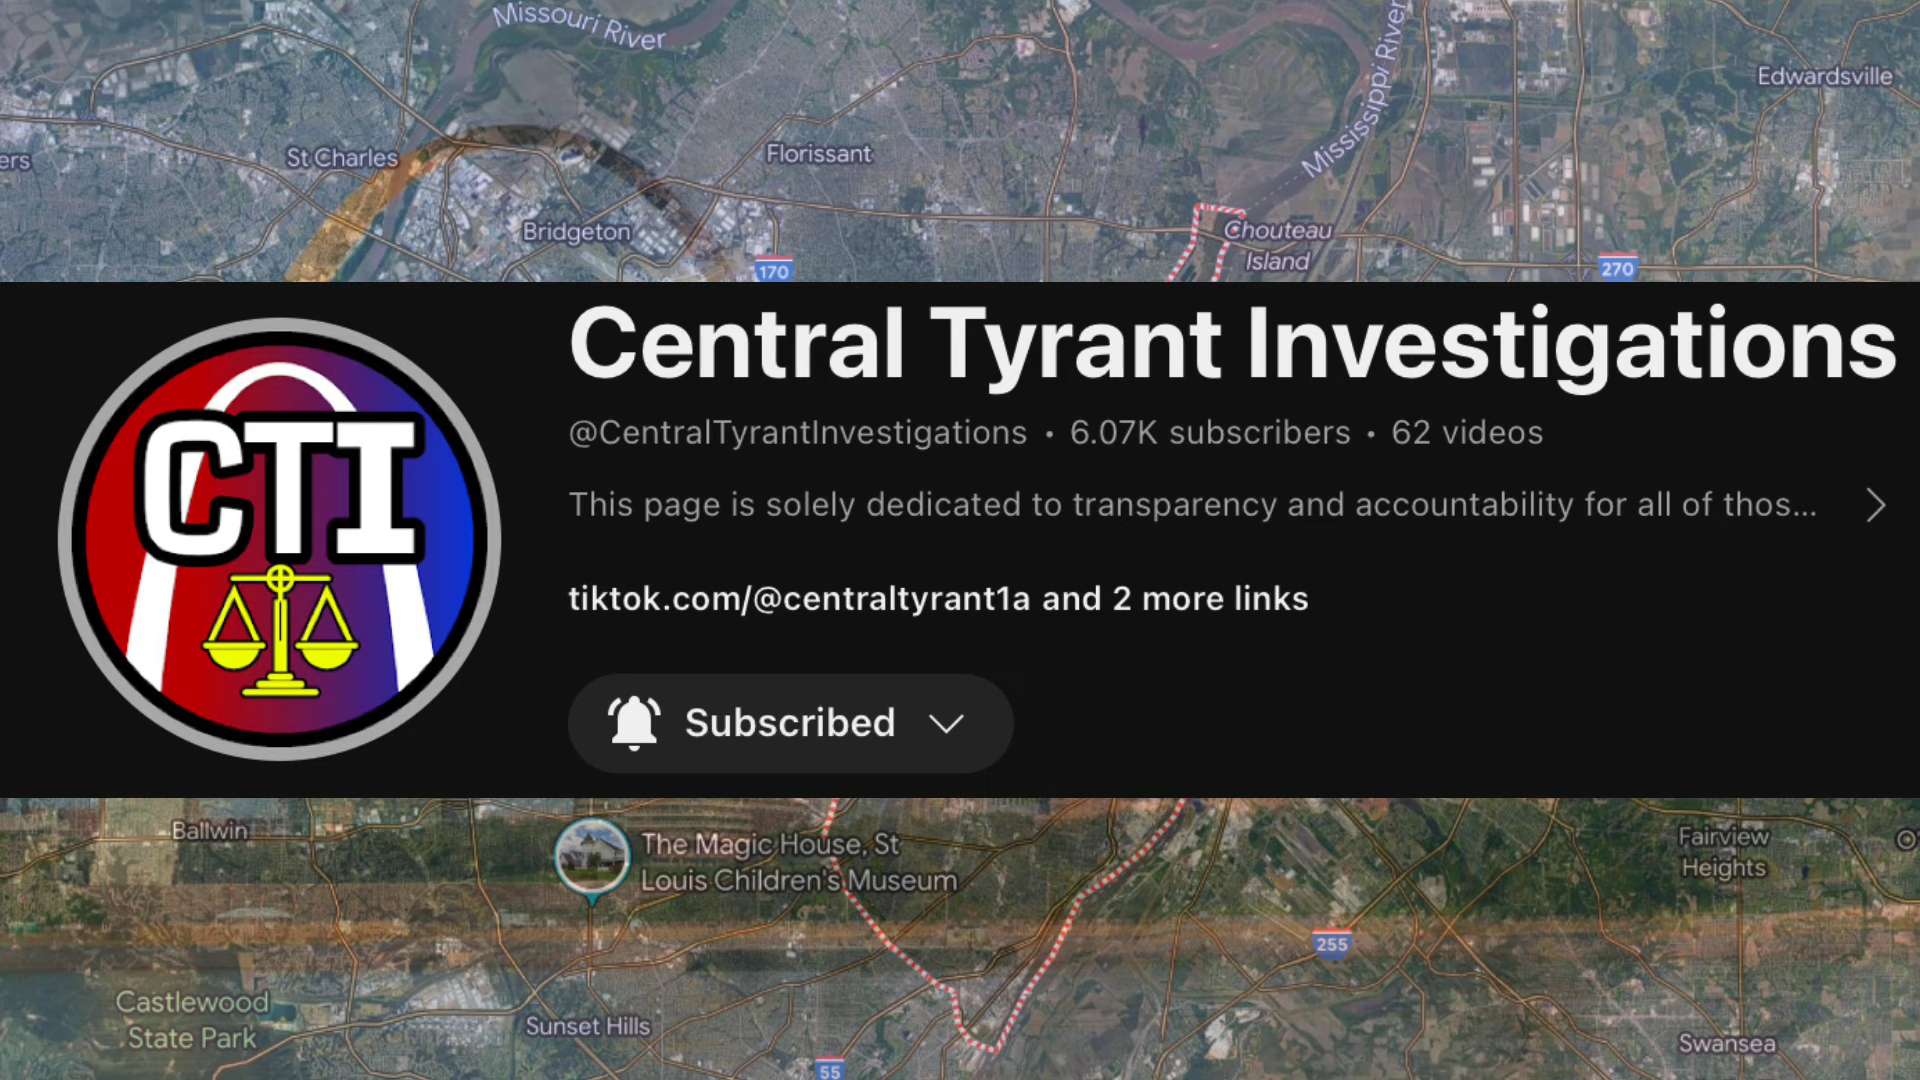 Missouri River
Mississippi River
Edwardsville
ers
St Charles
Florissant
Bridgeton
Chouteau
Island
170
270
Central Tyrant Investigations
@CentralTyrantInvestigations • 6.07K subscribers • 62 videos
This page is solely dedicated to transparency and accountability for all of thos...
tiktok.com/@centraltyrant1a and 2 more links
Subscribed
CTI
Ballwin
The Magic House, St
Louis Children's Museum
Fairview
Heights
255
Castlewood
State Park
Sunset Hills
55
Swansea